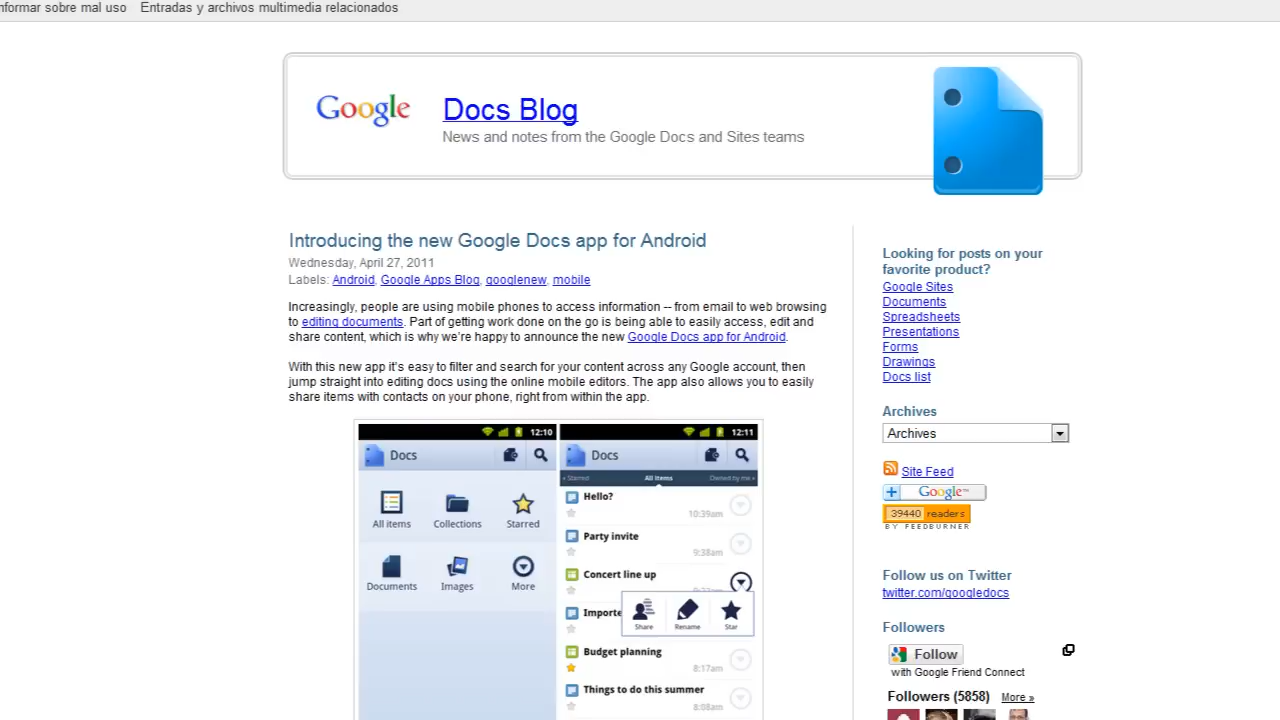 nformar sobre mal uso Entradas y archivos multimedia relacionados
Google Docs Blog
News and notes from the Google Docs and Sites teams
Introducing the new Google Docs app for Android
Wednesday, April 27, 2011
Labels: Android, Google Apps Blog, googlenew, mobile
Increasingly, people are using mobile phones to access information -- from email to web browsing
to editing documents. Part of getting work done on the go is being able to easily access, edit and
share content, which is why we're happy to announce the new Google Docs app for Android.
With this new app it's easy to filter and search for your content across any Google account, then
jump straight into editing docs using the online mobile editors. The app also allows you to easily
share items with contacts on your phone, right from within the app.
12:10
Docs
All items Collections Starred
Documents Images More
12:11
Docs
Starred All items Owned by me
Hello?
10:39am
Party invite
9:38am
Concert line up
Importe
Share Rename Star
Budget planning
8:17am
Things to do this summer
8:08am
Looking for posts on your
favorite product?
Google Sites
Documents
Spreadsheets
Presentations
Forms
Drawings
Docs list
Archives
Archives
Site Feed
Google™
39440 readers
BY FEEDBURNER
Follow us on Twitter
twitter.com/googledocs
Followers
Follow
with Google Friend Connect
Followers (5858) More »